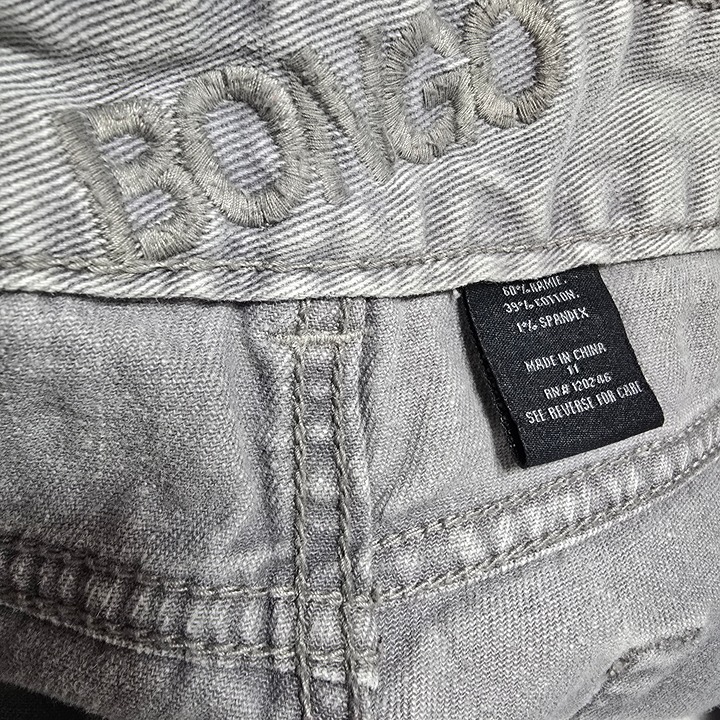 BONGO
60% RAMIE.
39% COTTON.
1% SPANDEX
MADE IN CHINA
11
RN# 120246
SEE REVERSE FOR CARE